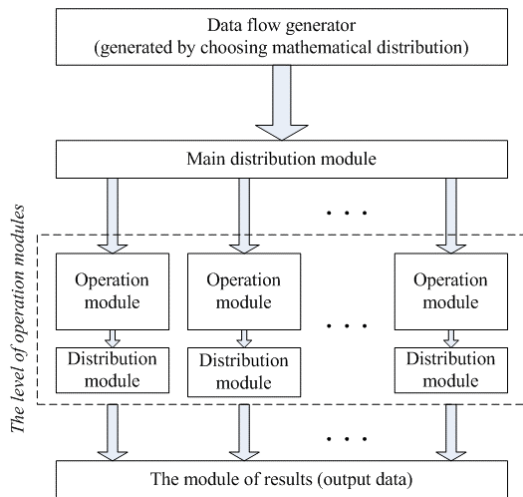 Data flow generator
(generated by choosing mathematical distribution)
Main distribution module
. . .
The level of operation modules
Operation
module
Operation
module
. . .
Operation
module
Distribution
module
Distribution
module
Distribution
module
. . .
The module of results (output data)